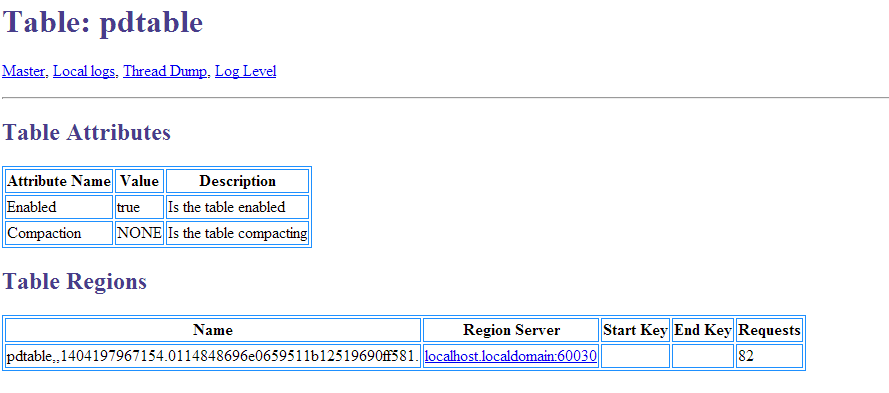 Table: pdtable
Master, Local logs, Thread Dump, Log Level
Table Attributes
Attribute Name Value Description
Enabled true Is the table enabled
Compaction NONE Is the table compacting
Table Regions
Name Region Server Start Key End Key Requests
pdtable,,1404197967154.0114848696e0659511b12519690ff581. localhost.localdomain:60030 82